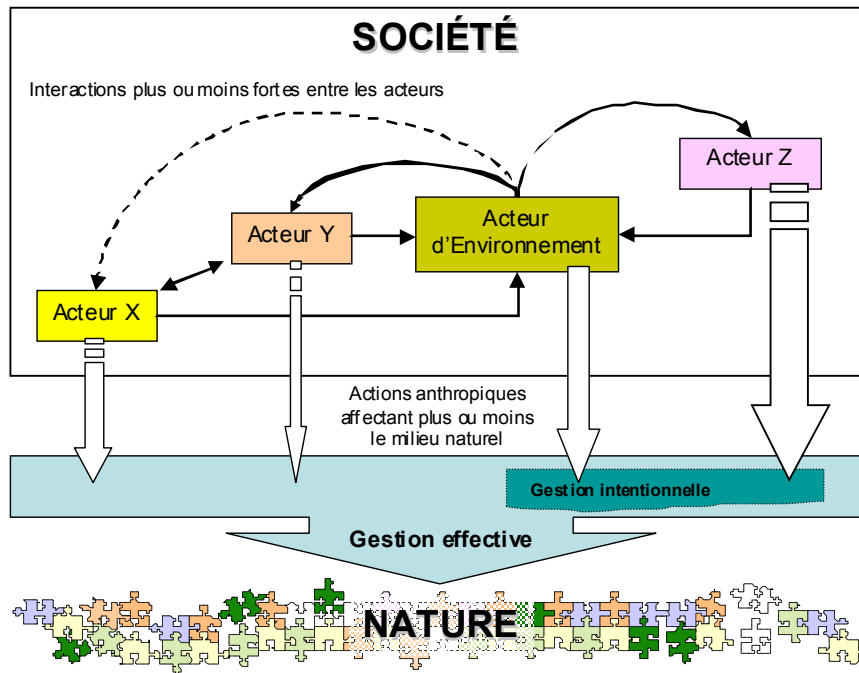 SOCIÉTÉ
Interactions plus ou moins fortes entre les acteurs
Acteur Z
Acteur
d'Environnement
Acteur Y
Acteur X
Actions anthropiques
affectant plus ou moins
le milieu naturel
Gestion intentionnelle
Gestion effective
NATURE